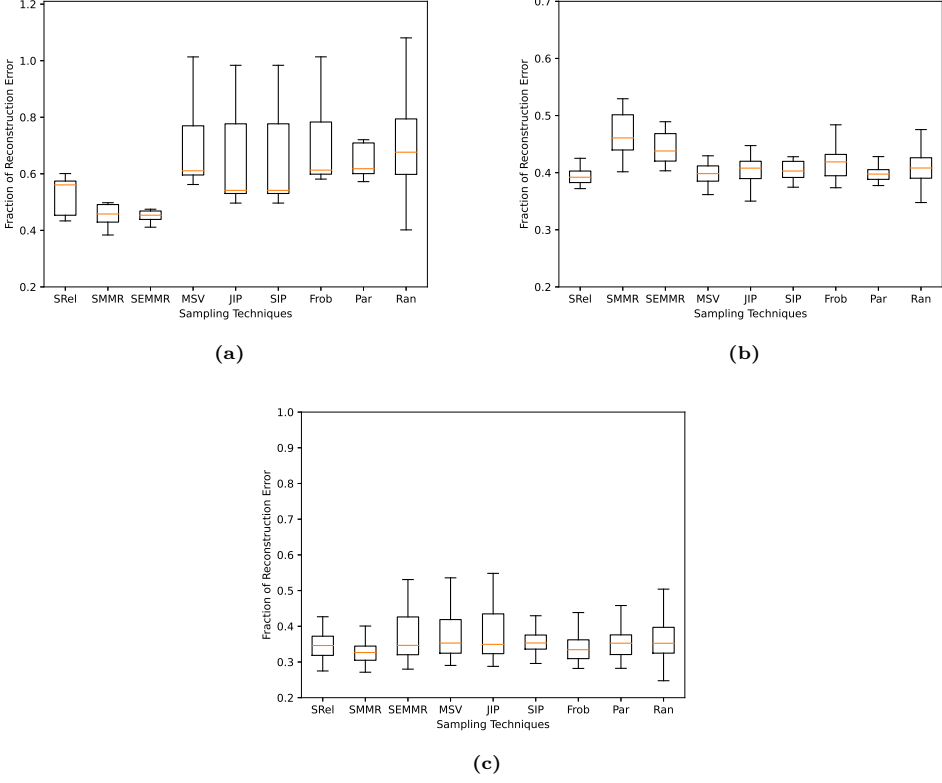 1.2
1.0
0.8
0.6
0.4
0.2
Fraction of Reconstruction Error
SRel SMMR SEMMR MSV JIP SIP Frob Par Ran
Sampling Techniques
(a)
0.7
0.6
0.5
0.4
0.3
0.2
Fraction of Reconstruction Error
SRel SMMR SEMMR MSV JIP SIP Frob Par Ran
Sampling Techniques
(b)
1.0
0.9
0.8
0.7
0.6
0.5
0.4
0.3
0.2
Fraction of Reconstruction Error
SRel SMMR SEMMR MSV JIP SIP Frob Par Ran
Sampling Techniques
(c)